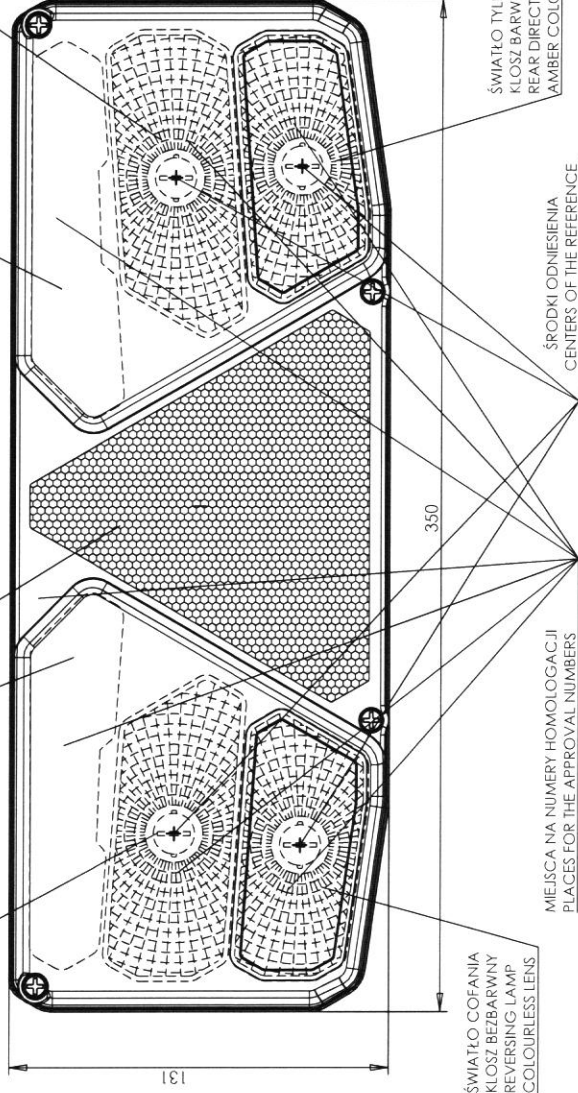 ŚWIATŁO TYL
KLOSZ BARW
REAR DIRECT
AMBER COLO
ŚRODKI ODNIESIENIA
CENTERS OF THE REFERENCE
350
MIEJSCA NA NUMERY HOMOLOGACJI
PLACES FOR THE APPROVAL NUMBERS
131
ŚWIATŁO COFANIA
KLOSZ BEZBARWNY
REVERSING LAMP
COLOURLESS LENS